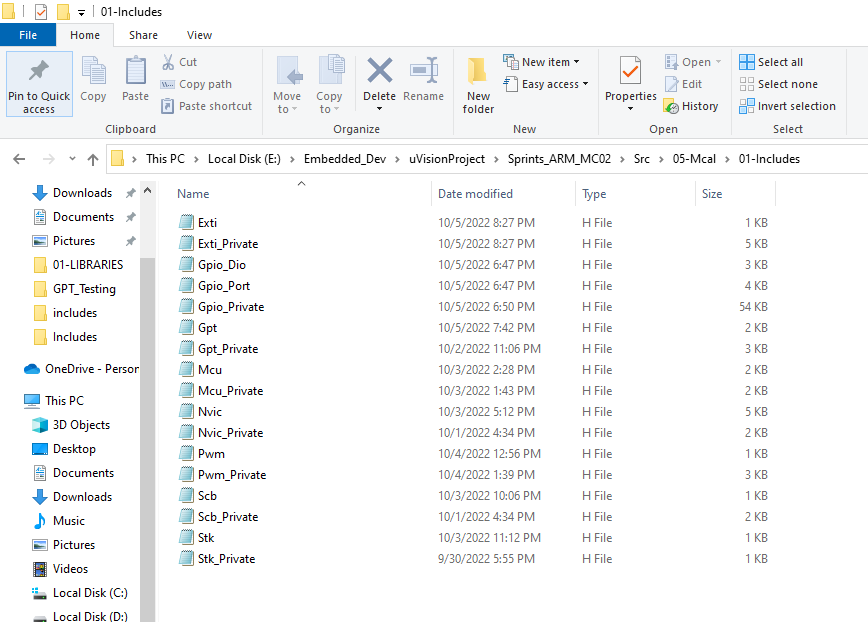 01-Includes
File Home Share View
Pin to Quick access
Copy
Paste
Cut
Copy path
Paste shortcut
Clipboard
Move to
Copy to
Delete
Rename
Organize
New folder
New item
Easy access
New
Properties
Open
Edit
History
Open
Select all
Select none
Invert selection
Select
This PC > Local Disk (E:) > Embedded_Dev > uVisionProject > Sprints_ARM_MC02 > Src > 05-Mcal > 01-Includes
Downloads
Documents
Pictures
01-LIBRARIES
GPT_Testing
includes
Includes
OneDrive - Person
This PC
3D Objects
Desktop
Documents
Downloads
Music
Pictures
Videos
Local Disk (C:)
Local Disk (D:)
Name Date modified Type Size
Exti 10/5/2022 8:27 PM H File 1 KB
Exti_Private 10/5/2022 8:27 PM H File 5 KB
Gpio_Dio 10/5/2022 6:47 PM H File 3 KB
Gpio_Port 10/5/2022 6:47 PM H File 4 KB
Gpio_Private 10/5/2022 6:50 PM H File 54 KB
Gpt 10/5/2022 7:42 PM H File 2 KB
Gpt_Private 10/2/2022 11:06 PM H File 3 KB
Mcu 10/3/2022 2:28 PM H File 2 KB
Mcu_Private 10/3/2022 1:43 PM H File 2 KB
Nvic 10/3/2022 5:12 PM H File 5 KB
Nvic_Private 10/1/2022 4:34 PM H File 2 KB
Pwm 10/4/2022 12:56 PM H File 1 KB
Pwm_Private 10/4/2022 1:39 PM H File 3 KB
Scb 10/3/2022 10:06 PM H File 1 KB
Scb_Private 10/1/2022 4:34 PM H File 2 KB
Stk 10/3/2022 11:12 PM H File 1 KB
Stk_Private 9/30/2022 5:55 PM H File 1 KB